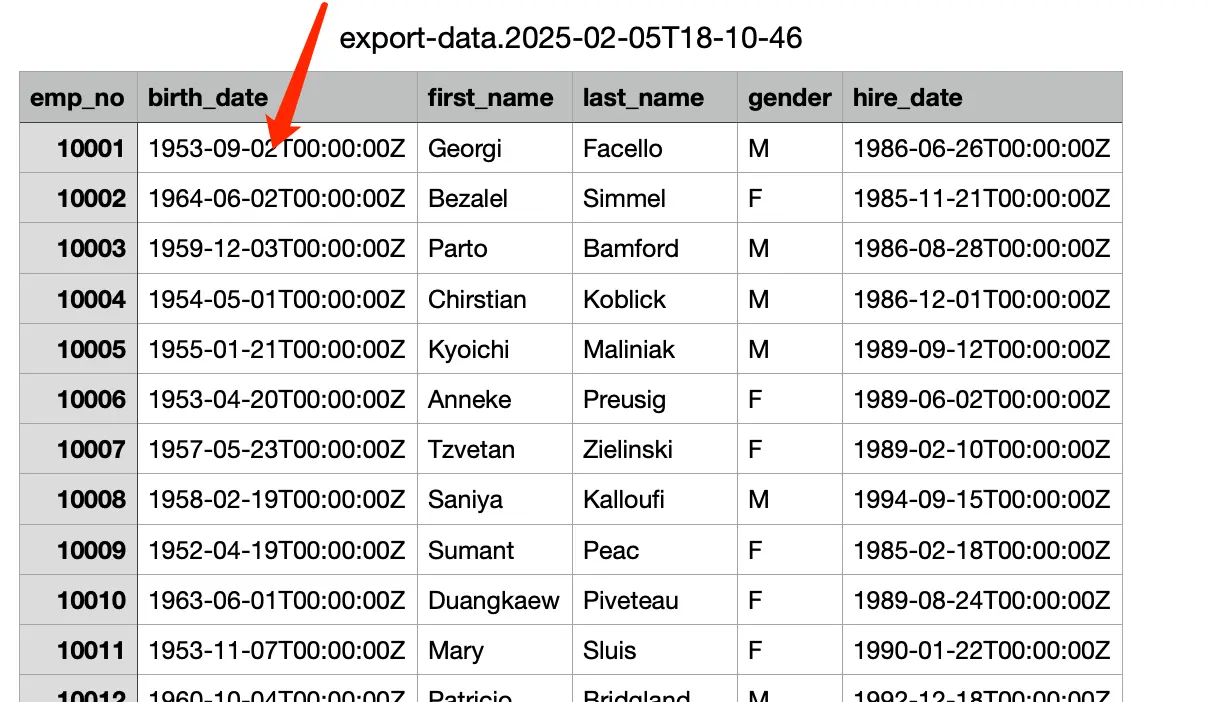 export-data.2025-02-05T18-10-46
emp_no birth_date first_name last_name gender hire_date
10001 1953-09-02T00:00:00Z Georgi Facello M 1986-06-26T00:00:00Z
10002 1964-06-02T00:00:00Z Bezalel Simmel F 1985-11-21T00:00:00Z
10003 1959-12-03T00:00:00Z Parto Bamford M 1986-08-28T00:00:00Z
10004 1954-05-01T00:00:00Z Chirstian Koblick M 1986-12-01T00:00:00Z
10005 1955-01-21T00:00:00Z Kyoichi Maliniak M 1989-09-12T00:00:00Z
10006 1953-04-20T00:00:00Z Anneke Preusig F 1989-06-02T00:00:00Z
10007 1957-05-23T00:00:00Z Tzvetan Zielinski F 1989-02-10T00:00:00Z
10008 1958-02-19T00:00:00Z Saniya Kalloufi M 1994-09-15T00:00:00Z
10009 1952-04-19T00:00:00Z Sumant Peac F 1985-02-18T00:00:00Z
10010 1963-06-01T00:00:00Z Duangkaew Piveteau F 1989-08-24T00:00:00Z
10011 1953-11-07T00:00:00Z Mary Sluis F 1990-01-22T00:00:00Z
10012 1960-10-04T00:00:00Z Patricio Bridgland M 1992-12-18T00:00:00Z